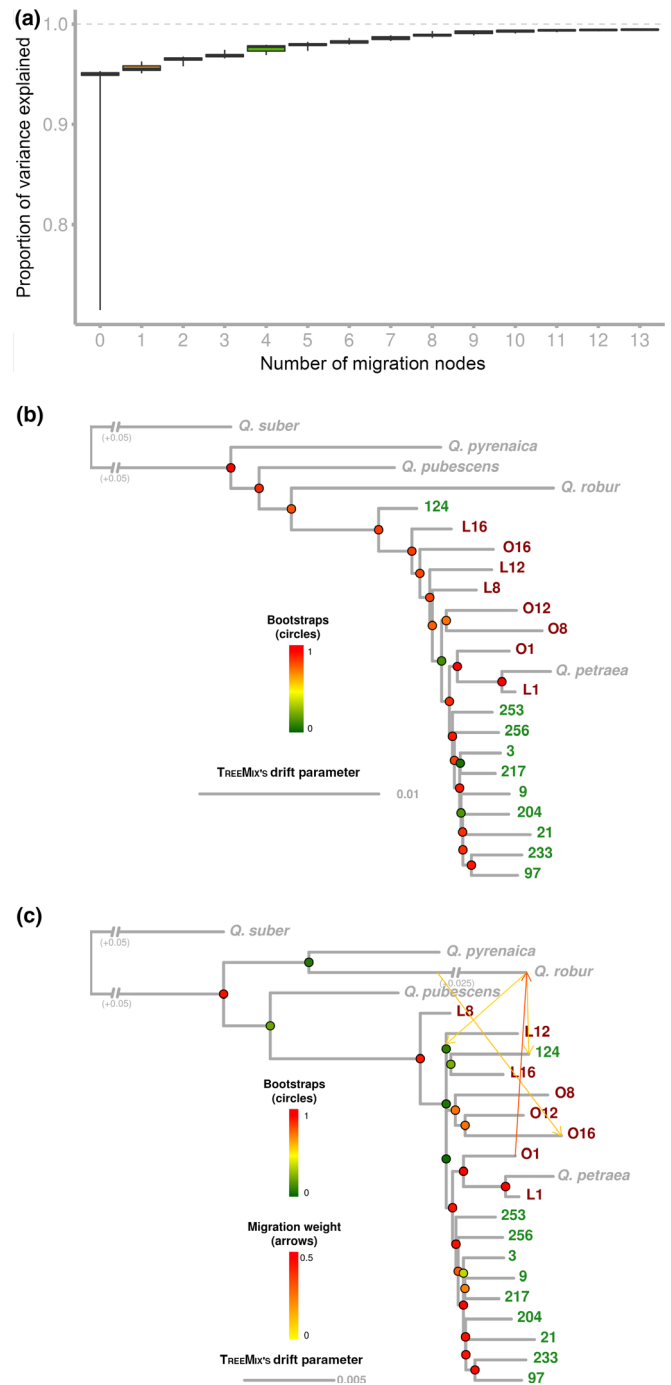 (a)
1.0
0.9
0.8
Proportion of variance explained
0 1 2 3 4 5 6 7 8 9 10 11 12 13
Number of migration nodes
(b)
Q. suber
(+0.05)
Q. pyrenaica
Q. pubescens
(+0.05)
Q. robur
124
L16
O16
L12
L8
O12
O8
O1
Q. petraea
L1
253
256
3
217
9
204
21
233
97
Bootstraps
(circles)
1
0
TREEMIX'S drift parameter
0.01
(c)
Q. suber
(+0.05)
Q. pyrenaica
Q. robur
(+0.025)
Q. pubescens
(+0.05)
L8
L12
124
L16
O8
O12
O16
O1
Q. petraea
L1
253
256
3
9
217
204
21
233
97
Bootstraps
(circles)
1
0
Migration weight
(arrows)
0.5
0
TREEMIX'S drift parameter
0.005